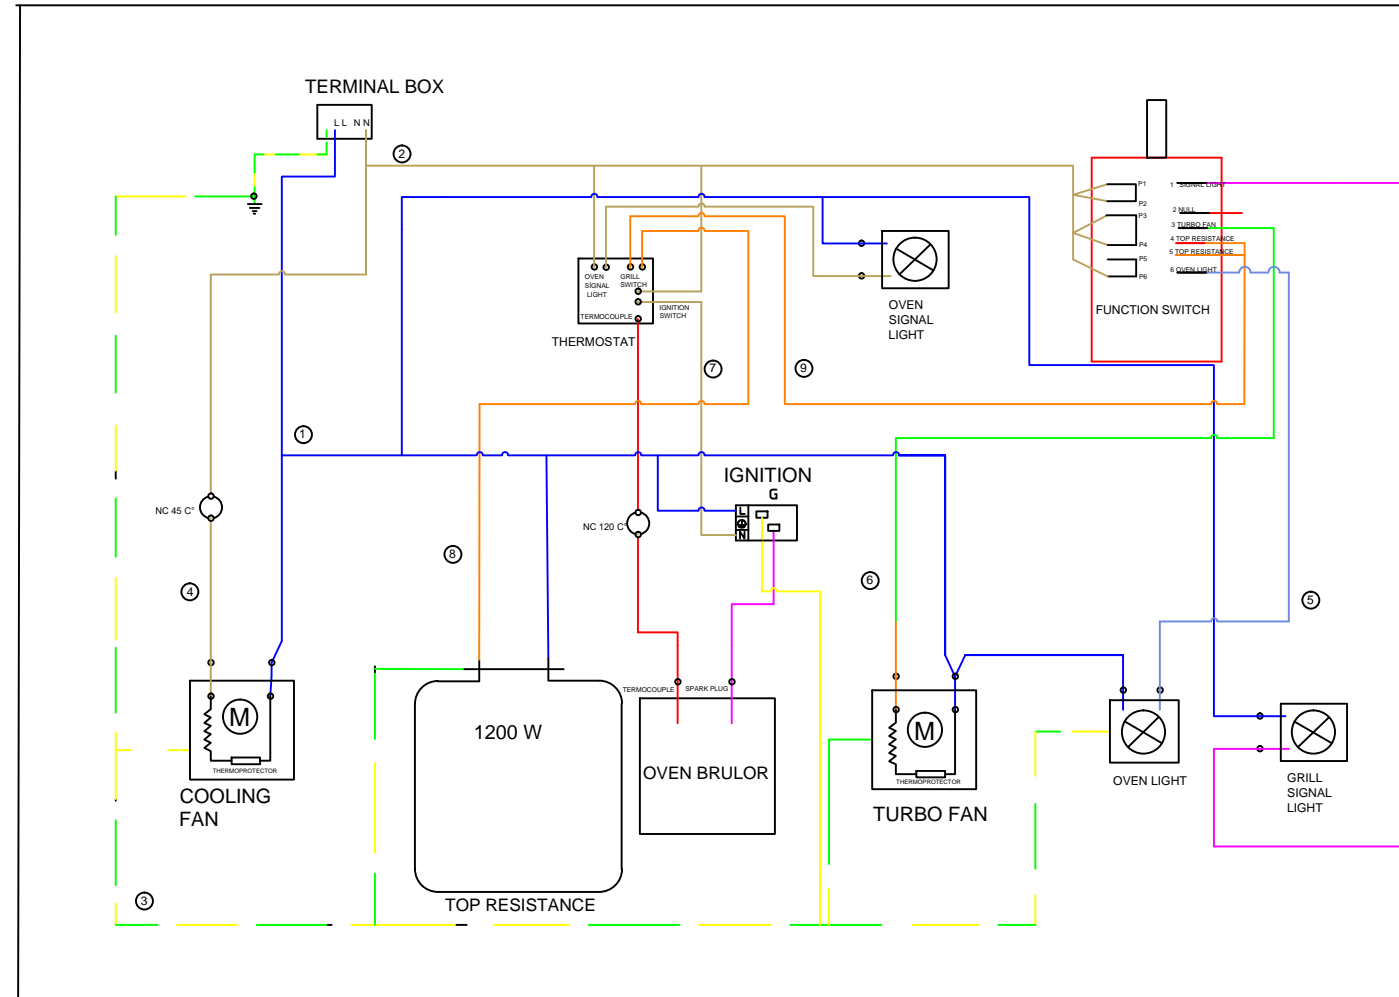 TERMINAL BOX
L L N N
2
P1
P2
P3
P4
P5
P6
1 SIGNAL LIGHT
2 NULL
3 TURBO FAN
4 TOP RESISTANCE
5 TOP RESISTANCE
6 OVEN LIGHT
FUNCTION SWITCH
OVEN
SIGNAL
LIGHT
GRILL
SWITCH
IGNITION
SWITCH
TERMOCOUPLE
THERMOSTAT
OVEN
SIGNAL
LIGHT
7
9
1
IGNITION
G
L
N
NC 45 C°
NC 120 C°
8
4
6
5
TERMOCOUPLE
SPARK PLUG
M
THERMOPROTECTOR
COOLING
FAN
1200 W
TOP RESISTANCE
OVEN BRULOR
M
THERMOPROTECTOR
TURBO FAN
OVEN LIGHT
GRILL
SIGNAL
LIGHT
3